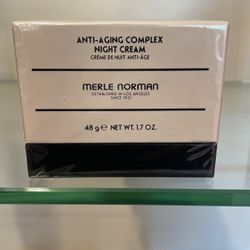 ANTI-AGING COMPLEX
NIGHT CREAM
CRÈME DE NUIT ANTI-ÂGE
MERLE NORMAN
ESTABLISHED IN LOS ANGELES
SINCE 1931
48 g ℮ NET WT. 1.7 OZ.